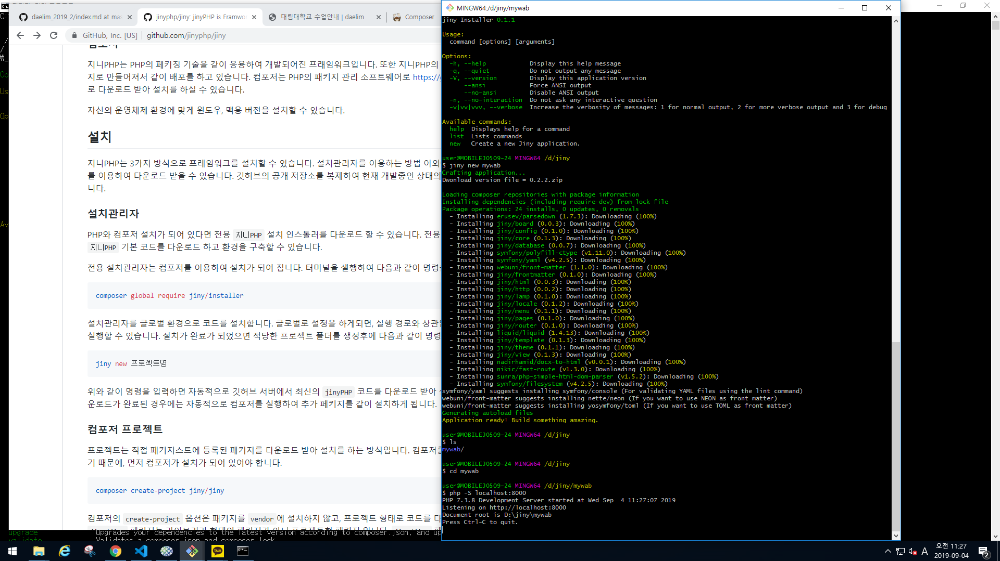 daelim_2019_2/index.md at mas
jinyphp/jiny: jinyPHP is Framwo
대림대학교 수업안내 | daelim
Composer
GitHub, Inc. [US]
github.com/jinyphp/jiny
지니PHP는 PHP의 페키징 기술을 같이 응용하여 개발되어진 프래임워크입니다. 또한 지니PHP의
지로 만들어져서 같이 배포를 하고 있습니다. 컴포저는 PHP의 패키지 관리 소프트웨어로 https://g
로 다운로드 받아 설치를 하실 수 있습니다.
자신의 운영체제 환경에 맞게 윈도우, 맥용 버전을 설치할 수 있습니다.
설치
지니PHP는 3가지 방식으로 프레임워크를 설치할 수 있습니다. 설치관리자를 이용하는 방법 이외
를 이용하여 다운로드 받을 수 있습니다. 깃허브의 공개 저장소를 복제하여 현재 개발중인 상태의
니다.
설치관리자
PHP와 컴포저 설치가 되어 있다면 전용 지니PHP 설치 인스톨러를 다운로드 할 수 있습니다. 전용
지니PHP 기본 코드를 다운로드 하고 환경을 구축할 수 있습니다.
전용 설치관리자는 컴포저를 이용하여 설치가 되어 집니다. 터미널을 샐행하여 다음과 같이 명령을
composer global require jiny/installer
설치관리자를 글로벌 환경으로 코드를 설치합니다. 글로벌로 설정을 하게되면, 실행 경로와 상관없
실행할 수 있습니다. 설치가 완료가 되었으면 적당한 프로젝트 폴더를 생성후에 다음과 같이 명령
jiny new 프로젝트명
위와 같이 명령을 입력하면 자동적으로 깃허브 서버에서 최신의 jinyPHP 코드를 다운로드 받아
운로드가 완료된 경우에는 자동적으로 컴포저를 실행하여 추가 페키지를 같이 설치하게 됩니다.
컴포저 프로젝트
프로젝트는 직접 페키지스트에 등록된 패키지를 다운로드 받아 설치를 하는 방식입니다. 컴포저를
기 때문에, 먼저 컴포저가 설치가 되어 있어야 합니다.
composer create-project jiny/jiny
컴포저의 create-project 옵션은 패키지를 vendor에 설치하지 않고, 프로젝트 형태로 코드를 다
upgrade Upgrades your dependencies to the latest version according to composer.json, and up
validate Validates a composer.json and composer.lock
MINGW64:/d/jiny/mywab
jiny Installer 0.1.1
Usage:
command [options] [arguments]
Options:
-h, --help Display this help message
-q, --quiet Do not output any message
-V, --version Display this application version
--ansi Force ANSI output
--no-ansi Disable ANSI output
-n, --no-interaction Do not ask any interactive question
-v|vv|vvv, --verbose Increase the verbosity of messages: 1 for normal output, 2 for more verbose output and 3 for debug
Available commands:
help Displays help for a command
list Lists commands
new Create a new Jiny application.
user@MOBILEJO509-24 MINGW64 /d/jiny
$ jiny new mywab
Crafting application...
Dwonload version file = 0.2.2.zip
Loading composer repositories with package information
Installing dependencies (including require-dev) from lock file
Package operations: 24 installs, 0 updates, 0 removals
- Installing erusev/parsedown (1.7.3): Downloading (100%)
- Installing jiny/board (0.0.3): Downloading (100%)
- Installing jiny/config (0.1.0): Downloading (100%)
- Installing jiny/core (0.1.3): Downloading (100%)
- Installing jiny/database (0.0.7): Downloading (100%)
- Installing symfony/polyfill-ctype (v1.11.0): Downloading (100%)
- Installing symfony/yaml (v4.2.5): Downloading (100%)
- Installing webuni/front-matter (1.1.0): Downloading (100%)
- Installing jiny/frontmatter (0.1.0): Downloading (100%)
- Installing jiny/html (0.0.3): Downloading (100%)
- Installing jiny/http (0.0.2): Downloading (100%)
- Installing jiny/lamp (0.1.0): Downloading (100%)
- Installing jiny/locale (0.1.2): Downloading (100%)
- Installing jiny/menu (0.1.1): Downloading (100%)
- Installing jiny/pages (0.1.0): Downloading (100%)
- Installing jiny/router (0.1.0): Downloading (100%)
- Installing liquid/liquid (1.4.13): Downloading (100%)
- Installing jiny/template (0.1.3): Downloading (100%)
- Installing jiny/theme (0.1.1): Downloading (100%)
- Installing jiny/view (0.1.3): Downloading (100%)
- Installing nadirhamid/docx-to-html (v0.0.1): Downloading (100%)
- Installing nikic/fast-route (v1.3.0): Downloading (100%)
- Installing sunra/php-simple-html-dom-parser (v1.5.2): Downloading (100%)
- Installing symfony/filesystem (v4.2.5): Downloading (100%)
symfony/yaml suggests installing symfony/console (For validating YAML files using the lint command)
webuni/front-matter suggests installing nette/neon (If you want to use NEON as front matter)
webuni/front-matter suggests installing yosymfony/toml (If you want to use TOML as front matter)
Generating autoload files
Application ready! Build something amazing.
user@MOBILEJO509-24 MINGW64 /d/jiny
$ ls
mywab/
user@MOBILEJO509-24 MINGW64 /d/jiny
$ cd mywab
user@MOBILEJO509-24 MINGW64 /d/jiny/mywab
$ php -S localhost:8000
PHP 7.3.8 Development Server started at Wed Sep 4 11:27:07 2019
Listening on http://localhost:8000
Document root is D:\jiny\mywab
Press Ctrl-C to quit.
TALK
A
오전 11:27
2019-09-04
2